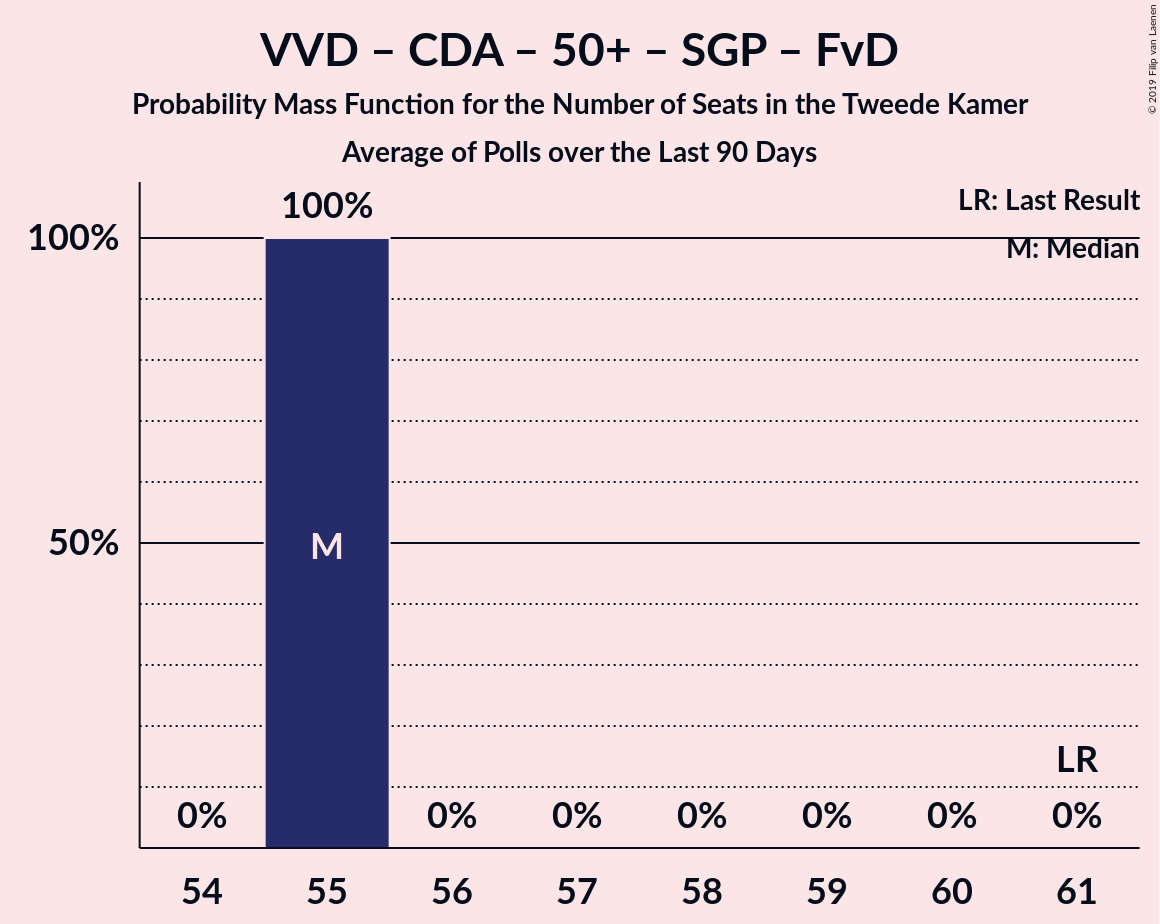 VVD – CDA – 50+ – SGP – FvD
Probability Mass Function for the Number of Seats in the Tweede Kamer
Average of Polls over the Last 90 Days
© 2019 Filip van Laenen
LR: Last Result
M: Median
100%
100%
50%
M
LR
0%
0%
0%
0%
0%
0%
0%
54
55
56
57
58
59
60
61